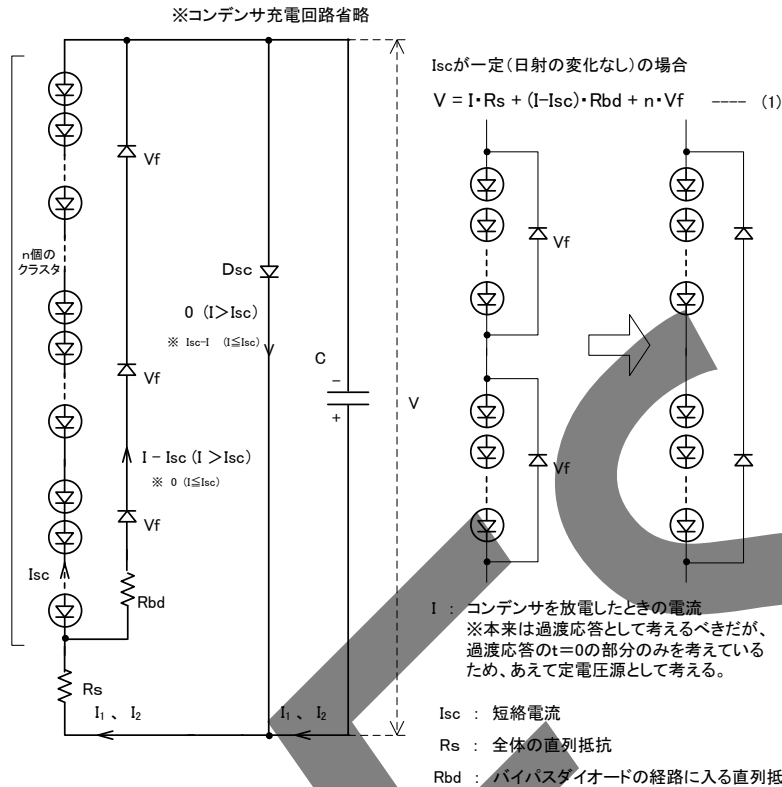 ※コンデンサ充電回路省略
n個の
クラスタ
Isc
Vf
Vf
Vf
I - Isc (I >Isc)
※ 0 (I≦Isc)
Rbd
Rs
I₁ 、 I₂
Dsc
0 (I>Isc)
※ Isc-I (I≦Isc)
I₁ 、 I₂
C
-
+
V
Iscが一定(日射の変化なし)の場合
V = I・Rs + (I-Isc)・Rbd + n・Vf ---- (1)
Vf
Vf
I : コンデンサを放電したときの電流
※本来は過渡応答として考えるべきだが、
過渡応答のt=0の部分のみを考えている
ため、あえて定電圧源として考える。
Isc : 短絡電流
Rs : 全体の直列抵抗
Rbd : バイパスダイオードの経路に入る直列抵